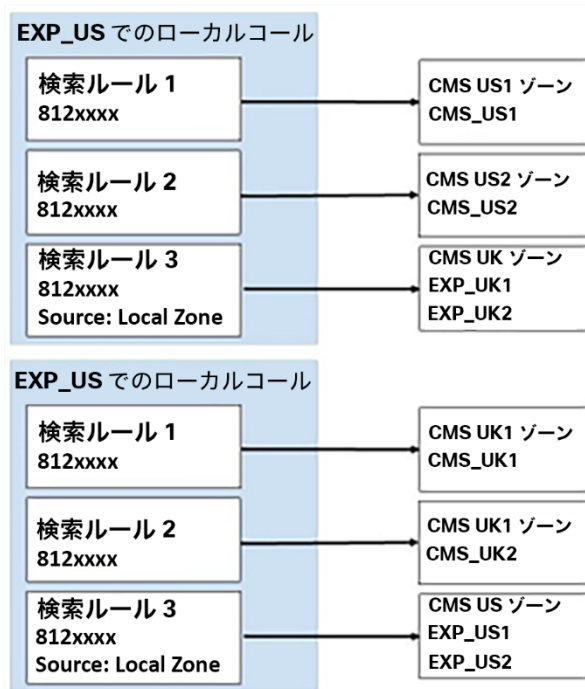 EXP_US でのローカルコール
検索ルール 1
812xxxx
CMS US1 ゾーン
CMS_US1
検索ルール 2
812xxxx
CMS US2 ゾーン
CMS_US2
検索ルール 3
812xxxx
Source: Local Zone
CMS UK ゾーン
EXP_UK1
EXP_UK2
EXP_US でのローカルコール
検索ルール 1
812xxxx
CMS UK1 ゾーン
CMS_UK1
検索ルール 2
812xxxx
CMS UK1 ゾーン
CMS_UK2
検索ルール 3
812xxxx
Source: Local Zone
CMS US ゾーン
EXP_US1
EXP_US2